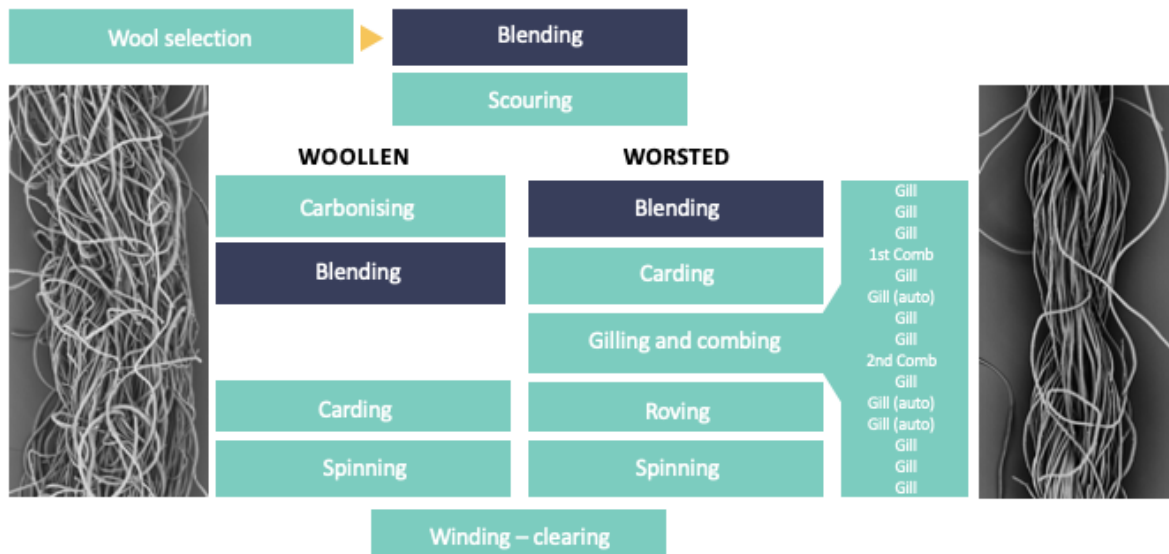 Wool selection
Blending
Scouring
WOOLLEN
WORSTED
Carbonising
Blending
Blending
Carding
Gilling and combing
Carding
Roving
Spinning
Spinning
Gill
Gill
Gill
1st Comb
Gill
Gill (auto)
Gill
Gill
2nd Comb
Gill
Gill (auto)
Gill (auto)
Gill
Gill
Gill
Winding – clearing